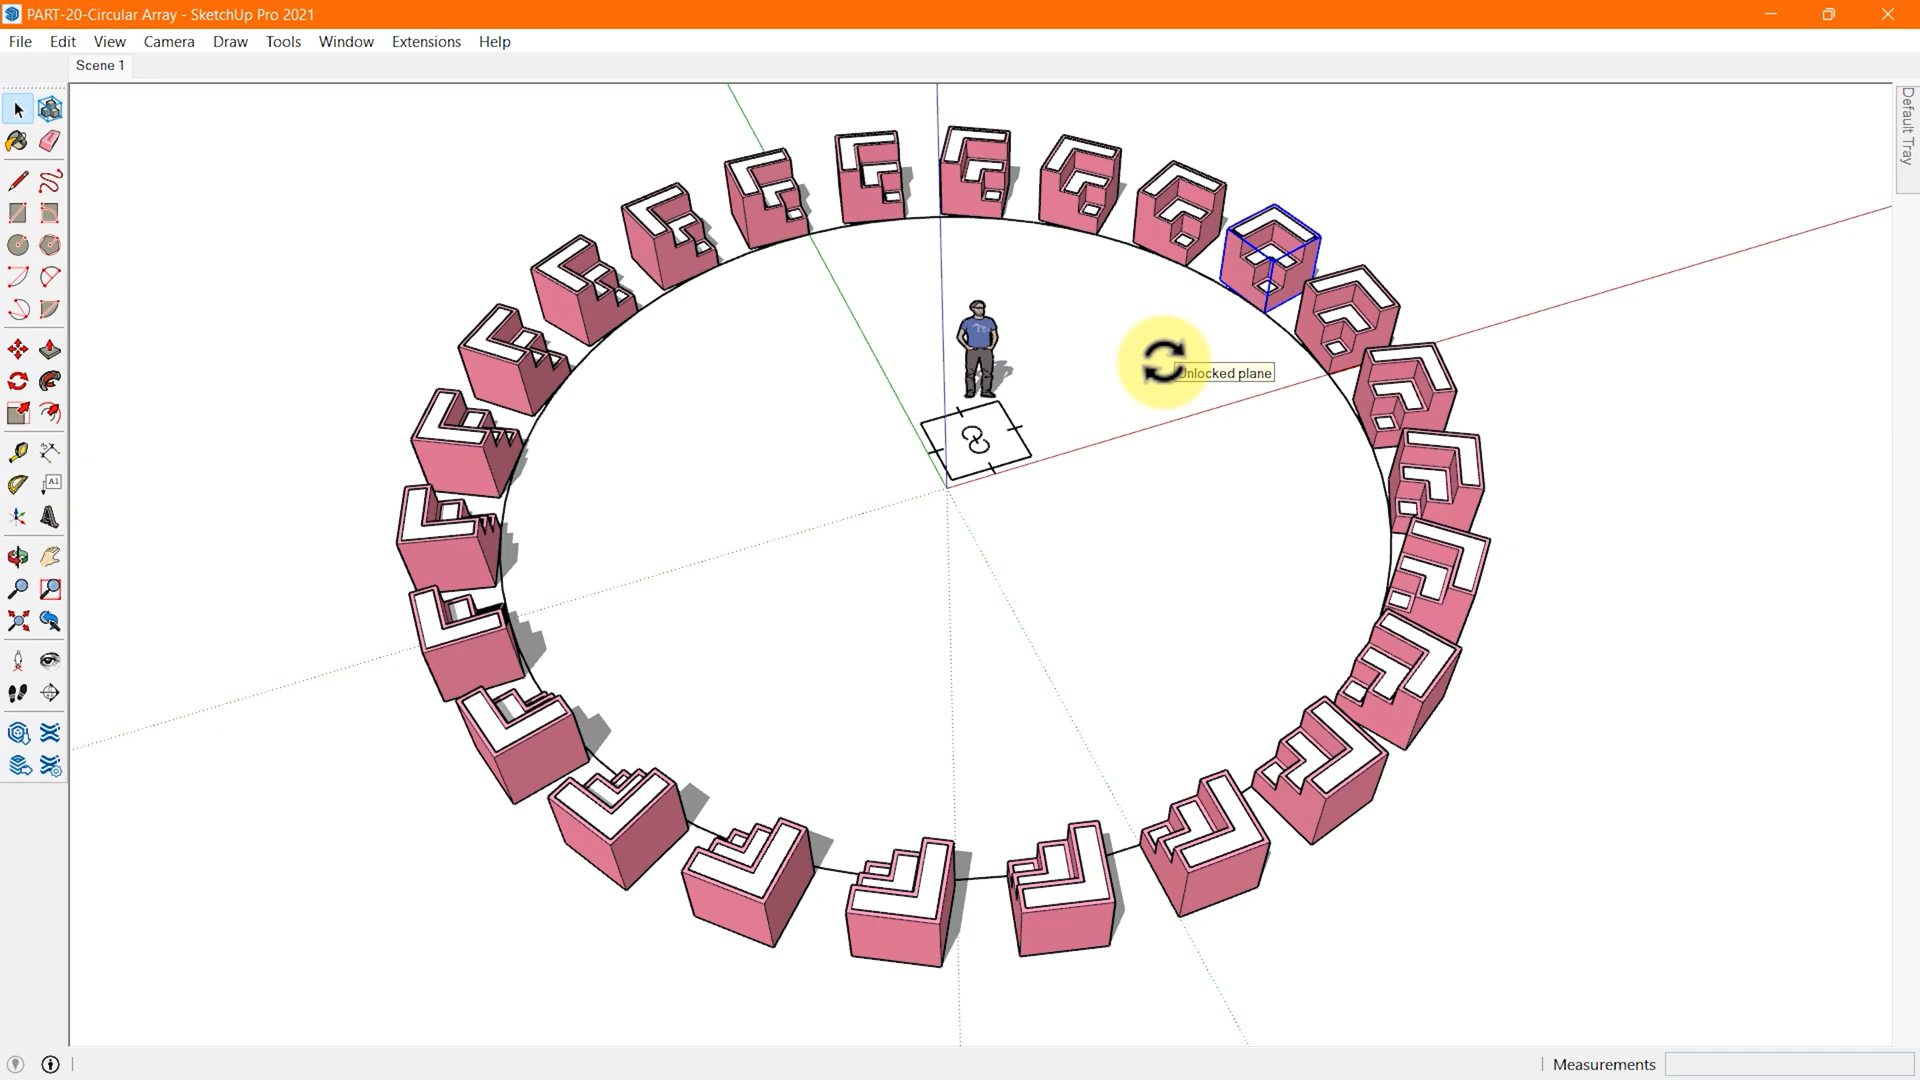 PART-20-Circular Array - SketchUp Pro 2021
File Edit View Camera Draw Tools Window Extensions Help
Scene 1
Default Tray
Unlocked plane
A1
Measurements